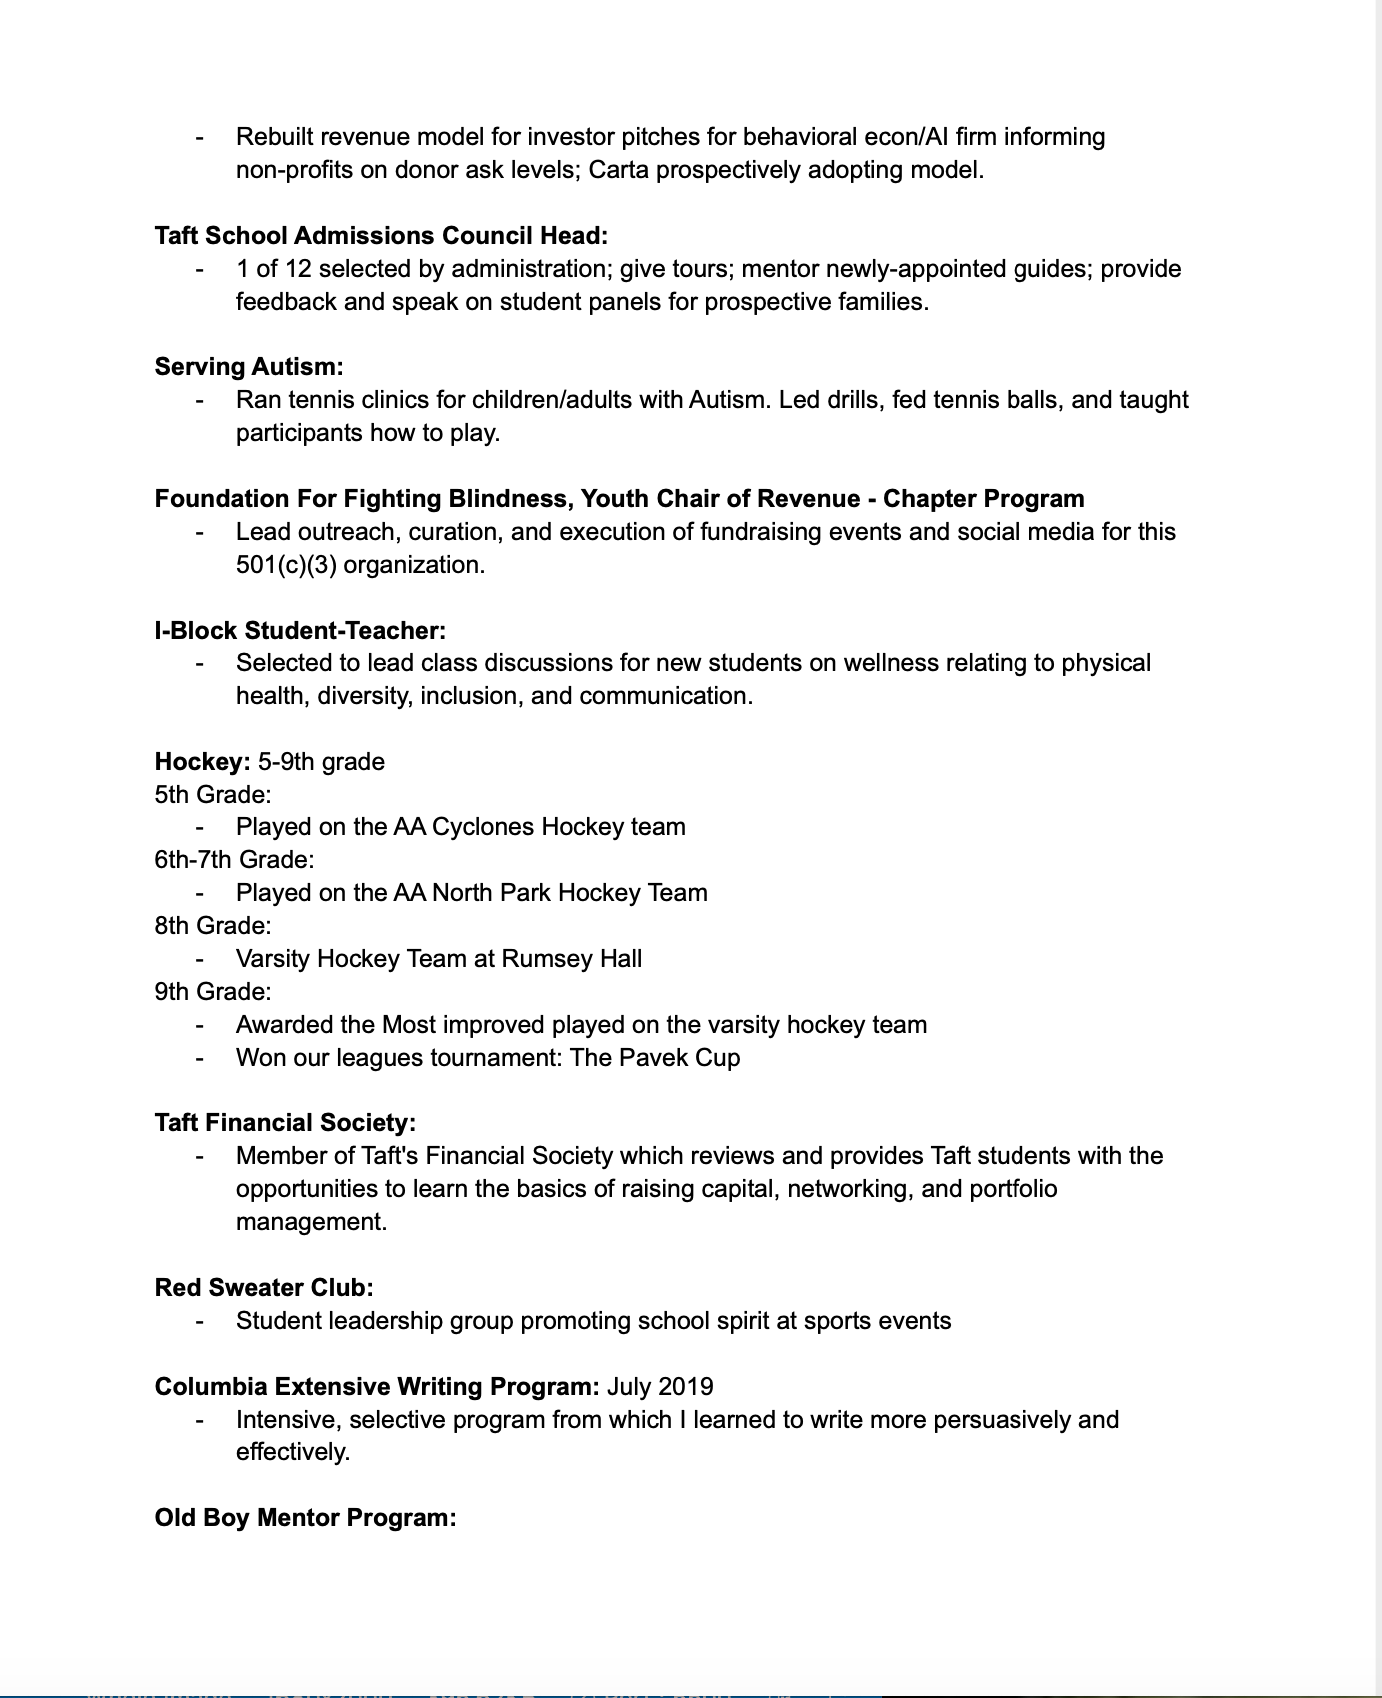 - Rebuilt revenue model for investor pitches for behavioral econ/AI firm informing
non-profits on donor ask levels; Carta prospectively adopting model.
Taft School Admissions Council Head:
- 1 of 12 selected by administration; give tours; mentor newly-appointed guides; provide
feedback and speak on student panels for prospective families.
Serving Autism:
- Ran tennis clinics for children/adults with Autism. Led drills, fed tennis balls, and taught
participants how to play.
Foundation For Fighting Blindness, Youth Chair of Revenue - Chapter Program
- Lead outreach, curation, and execution of fundraising events and social media for this
501(c)(3) organization.
I-Block Student-Teacher:
- Selected to lead class discussions for new students on wellness relating to physical
health, diversity, inclusion, and communication.
Hockey: 5-9th grade
5th Grade:
- Played on the AA Cyclones Hockey team
6th-7th Grade:
- Played on the AA North Park Hockey Team
8th Grade:
- Varsity Hockey Team at Rumsey Hall
9th Grade:
- Awarded the Most improved played on the varsity hockey team
- Won our leagues tournament: The Pavek Cup
Taft Financial Society:
- Member of Taft's Financial Society which reviews and provides Taft students with the
opportunities to learn the basics of raising capital, networking, and portfolio
management.
Red Sweater Club:
- Student leadership group promoting school spirit at sports events
Columbia Extensive Writing Program: July 2019
- Intensive, selective program from which I learned to write more persuasively and
effectively.
Old Boy Mentor Program: